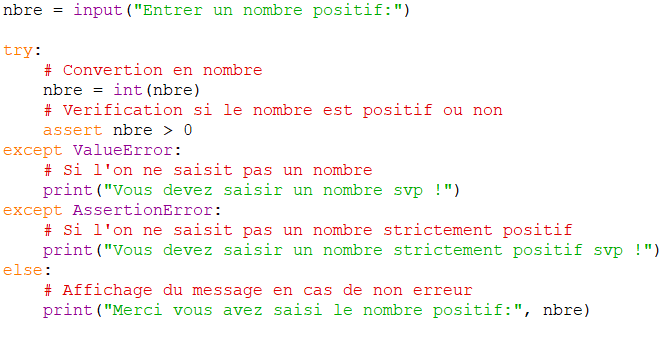 nbre = input("Entrer un nombre positif:")
try:
    # Convertion en nombre
    nbre = int(nbre)
    # Verification si le nombre est positif ou non
    assert nbre > 0
except ValueError:
    # Si l'on ne saisit pas un nombre
    print("Vous devez saisir un nombre svp !")
except AssertionError:
    # Si l'on ne saisit pas un nombre strictement positif
    print("Vous devez saisir un nombre strictement positif svp !")
else:
    # Affichage du message en cas de non erreur
    print("Merci vous avez saisi le nombre positif:", nbre)